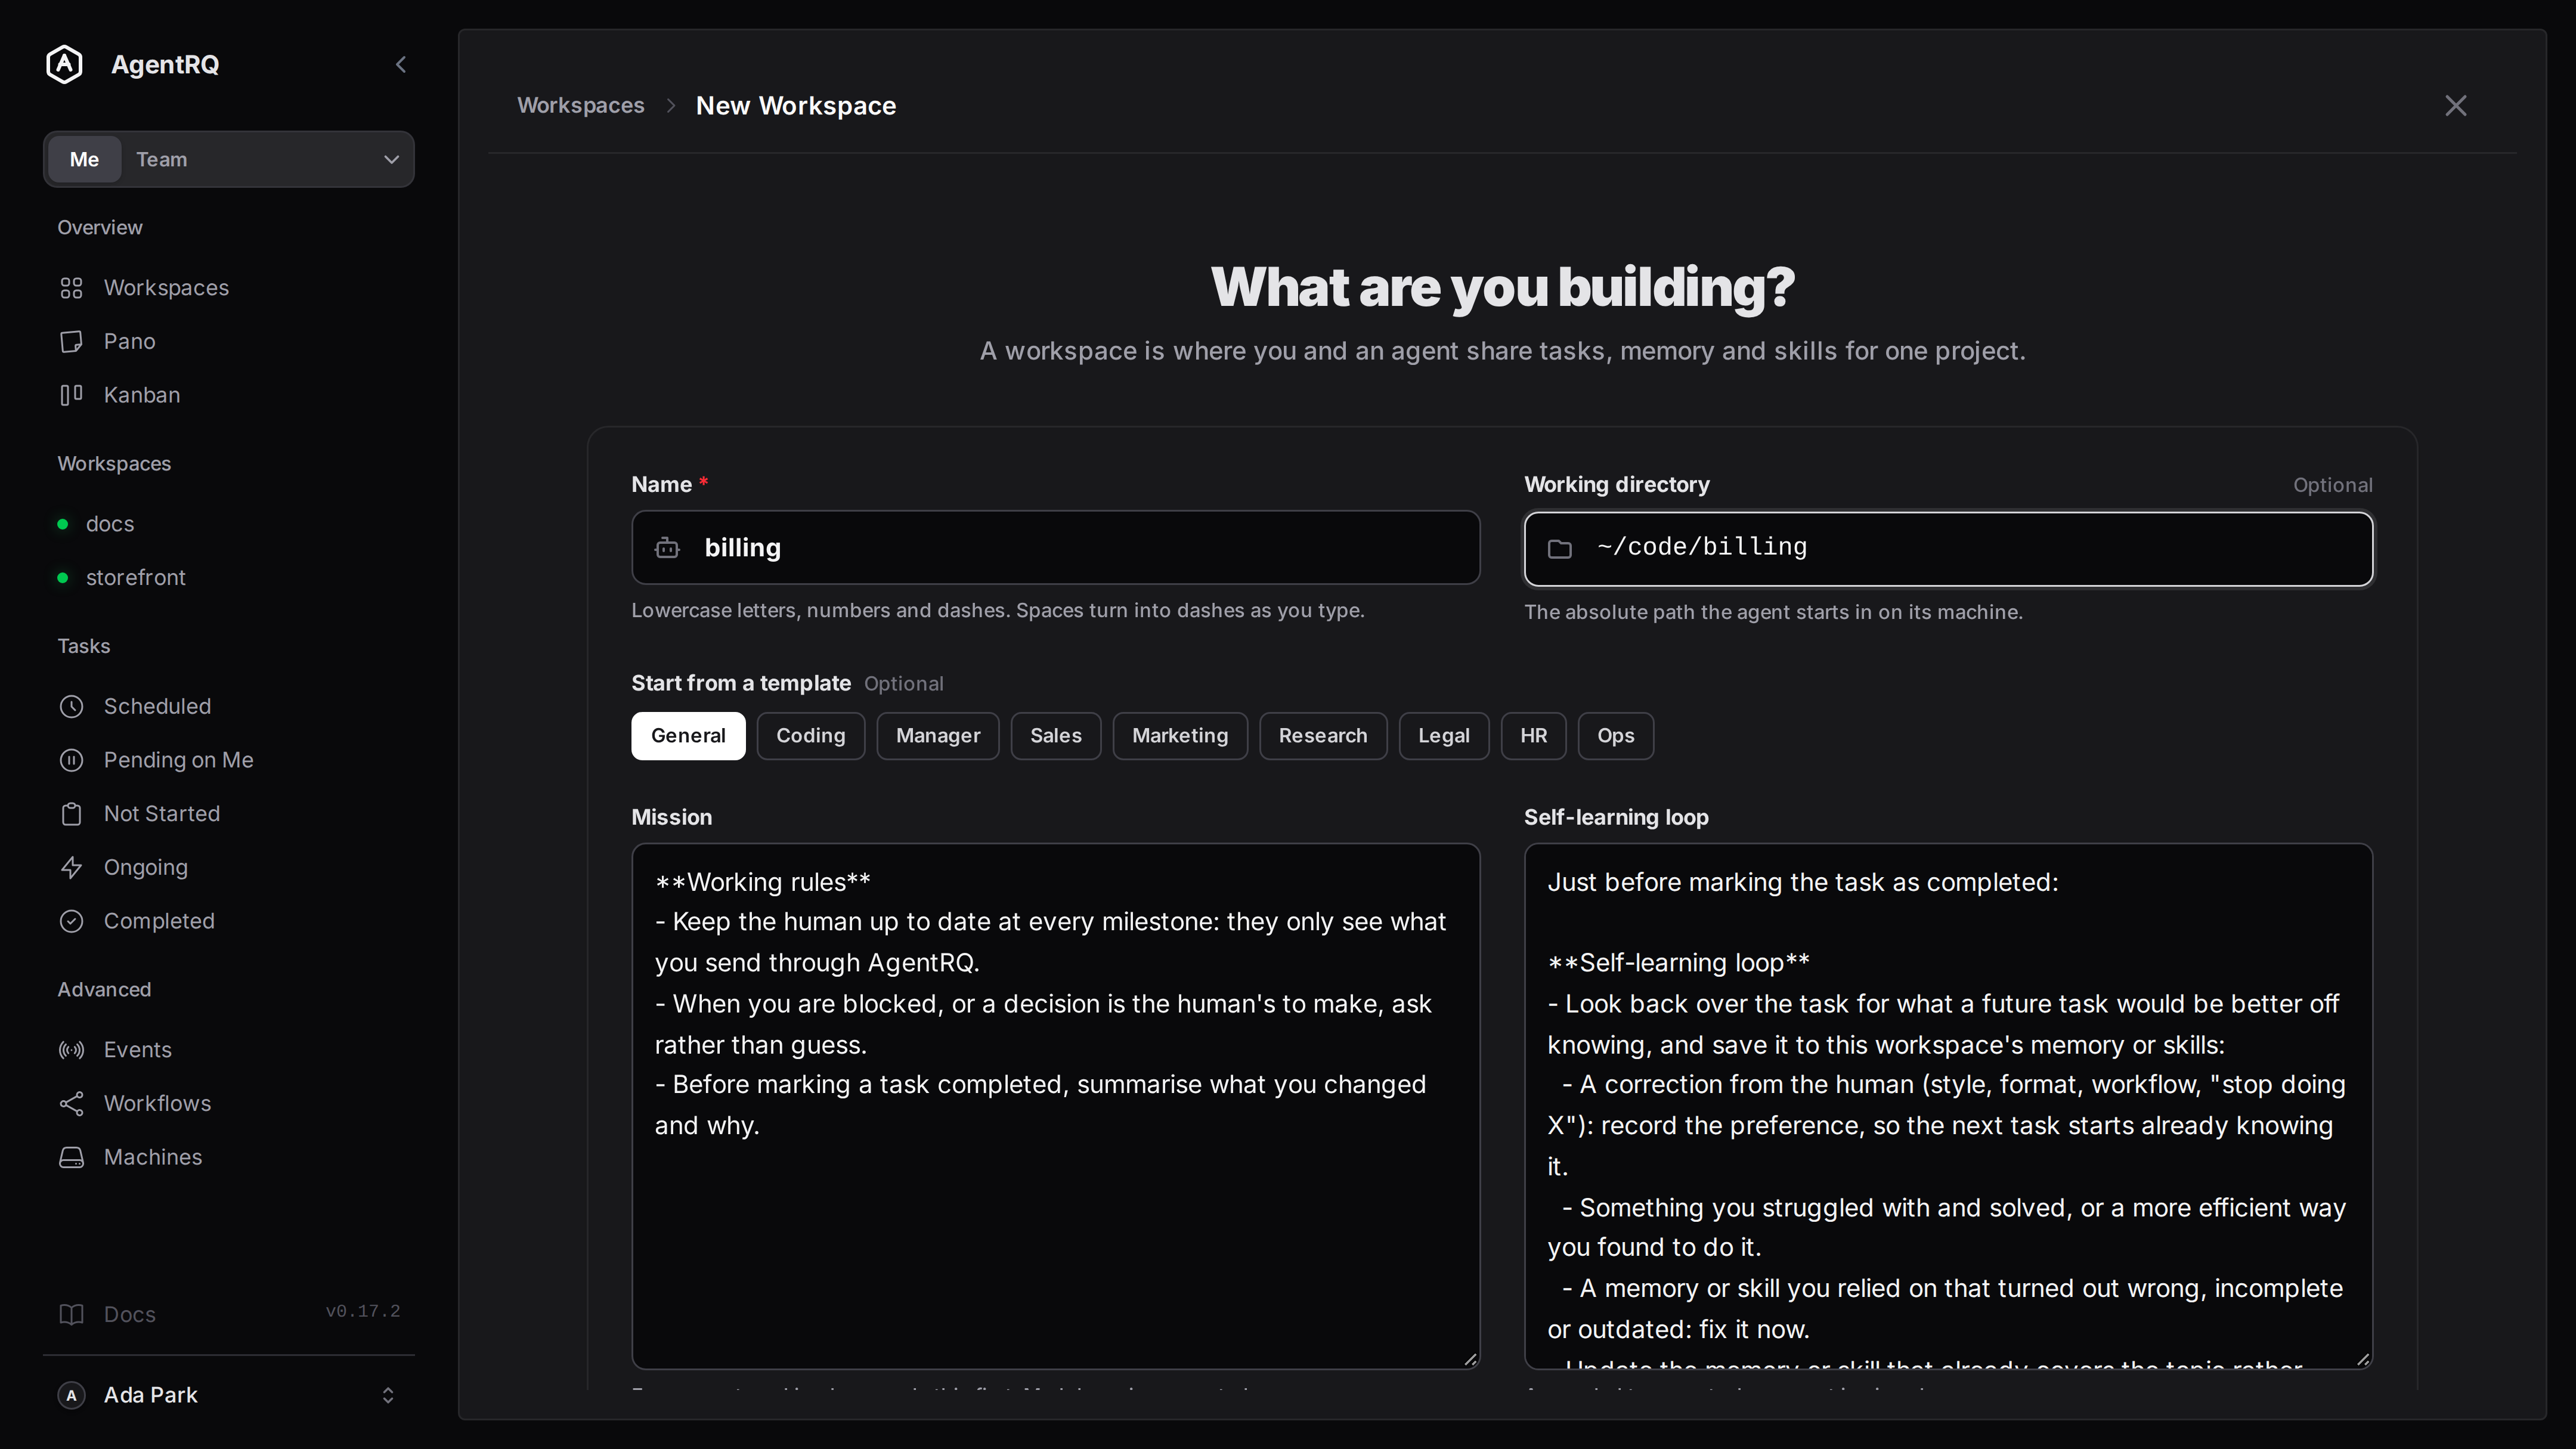 AgentRQ
Me
Team
Overview
Workspaces
Pano
Kanban
Workspaces
docs
storefront
Tasks
Scheduled
Pending on Me
Not Started
Ongoing
Completed
Advanced
Events
Workflows
Machines
Docs
v0.17.2
A
Ada Park
Workspaces
New Workspace
What are you building?
A workspace is where you and an agent share tasks, memory and skills for one project.
Name *
billing
Lowercase letters, numbers and dashes. Spaces turn into dashes as you type.
Working directory
Optional
~/code/billing
The absolute path the agent starts in on its machine.
Start from a template Optional
General
Coding
Manager
Sales
Marketing
Research
Legal
HR
Ops
Mission
**Working rules**
- Keep the human up to date at every milestone: they only see what
you send through AgentRQ.
- When you are blocked, or a decision is the human's to make, ask
rather than guess.
- Before marking a task completed, summarise what you changed
and why.
Self-learning loop
Just before marking the task as completed:
**Self-learning loop**
- Look back over the task for what a future task would be better off
knowing, and save it to this workspace's memory or skills:
- A correction from the human (style, format, workflow, "stop doing
X"): record the preference, so the next task starts already knowing
it.
- Something you struggled with and solved, or a more efficient way
you found to do it.
- A memory or skill you relied on that turned out wrong, incomplete
or outdated: fix it now.
- Update the memory or skill that already covers the topic rather